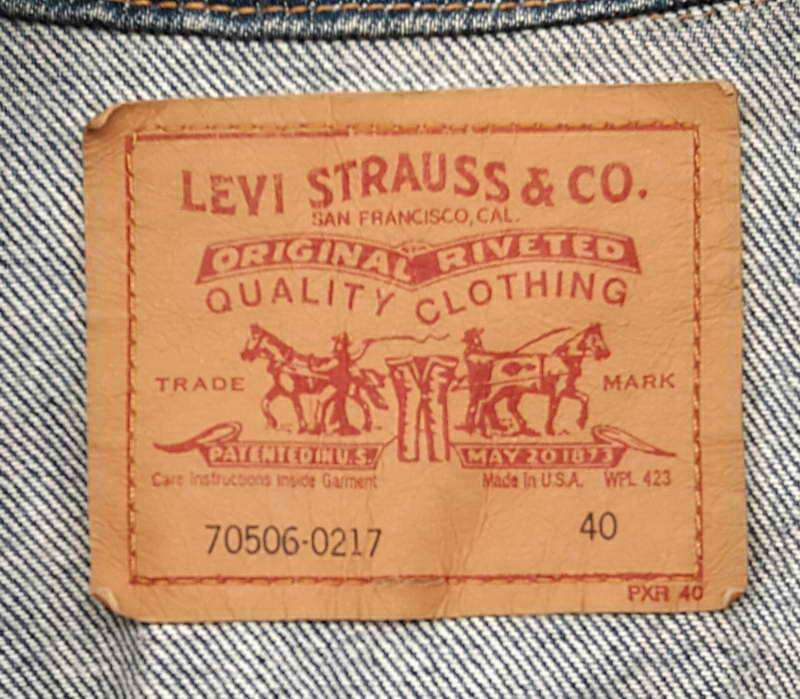 LEVI STRAUSS & CO.
SAN FRANCISCO, CAL.
ORIGINAL RIVETED
QUALITY CLOTHING
TRADE MARK
PATENTED IN U.S. MAY 20 1873
Care Instructions Inside Garment Made in U.S.A. WPL 423
70506-0217 40
PXR 40